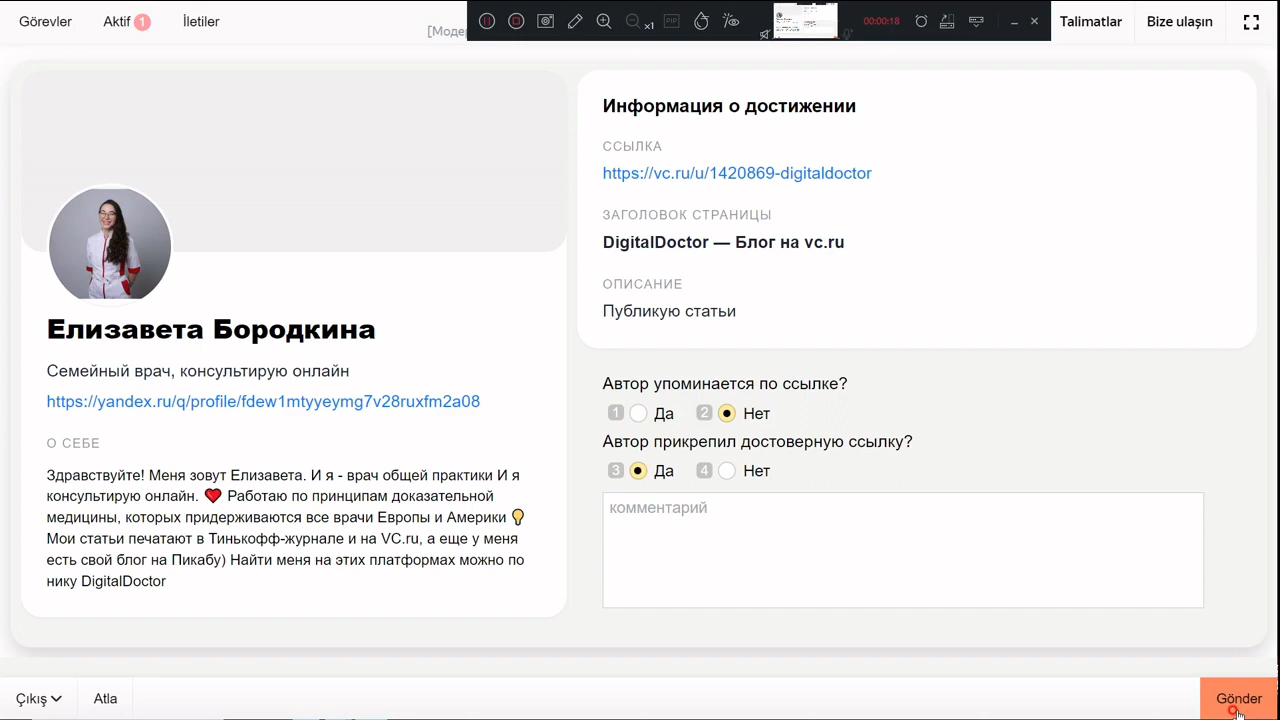 Görevler
Aktif 1
İletiler
[Модер
x1
PIP
00:00:18
Talimatlar
Bize ulaşın
Елизавета Бородкина
Семейный врач, консультирую онлайн
https://yandex.ru/q/profile/fdew1mtyyeymg7v28ruxfm2a08
О СЕБЕ
Здравствуйте! Меня зовут Елизавета. И я - врач общей практики И я
консультирую онлайн. ❤️ Работаю по принципам доказательной
медицины, которых придерживаются все врачи Европы и Америки 💡
Мои статьи печатают в Тинькофф-журнале и на VC.ru, а еще у меня
есть свой блог на Пикабу) Найти меня на этих платформах можно по
нику DigitalDoctor
Информация о достижении
ССЫЛКА
https://vc.ru/u/1420869-digitaldoctor
ЗАГОЛОВОК СТРАНИЦЫ
DigitalDoctor — Блог на vc.ru
ОПИСАНИЕ
Публикую статьи
Автор упоминается по ссылке?
1 Да 2 Нет
Автор прикрепил достоверную ссылку?
3 Да 4 Нет
комментарий
Çıkış
Atla
Gönder